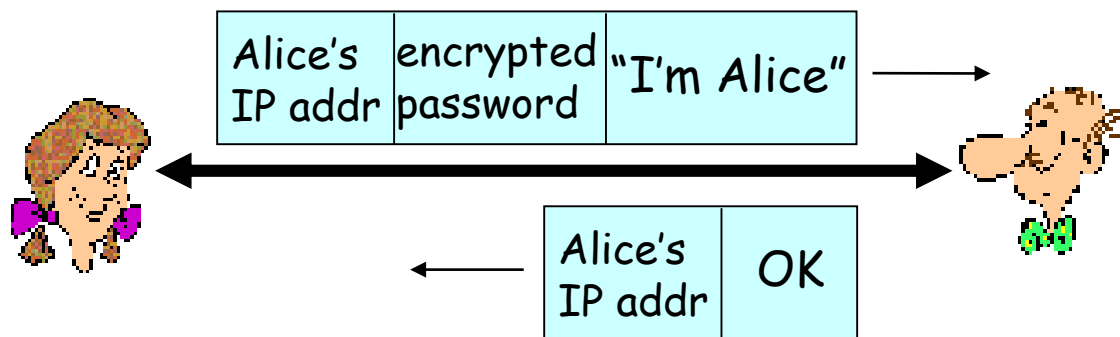 Alice's
IP addr
encrypted
password
“I'm Alice”
Alice's
IP addr
OK